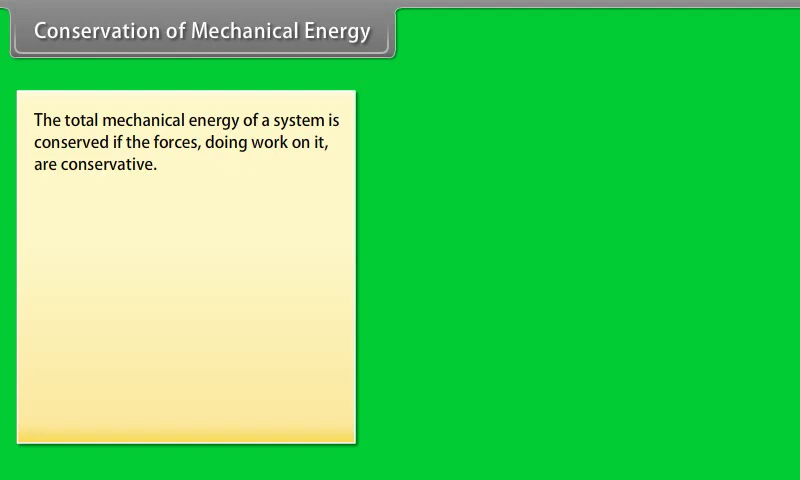 Conservation of Mechanical Energy
The total mechanical energy of a system is
conserved if the forces, doing work on it,
are conservative.